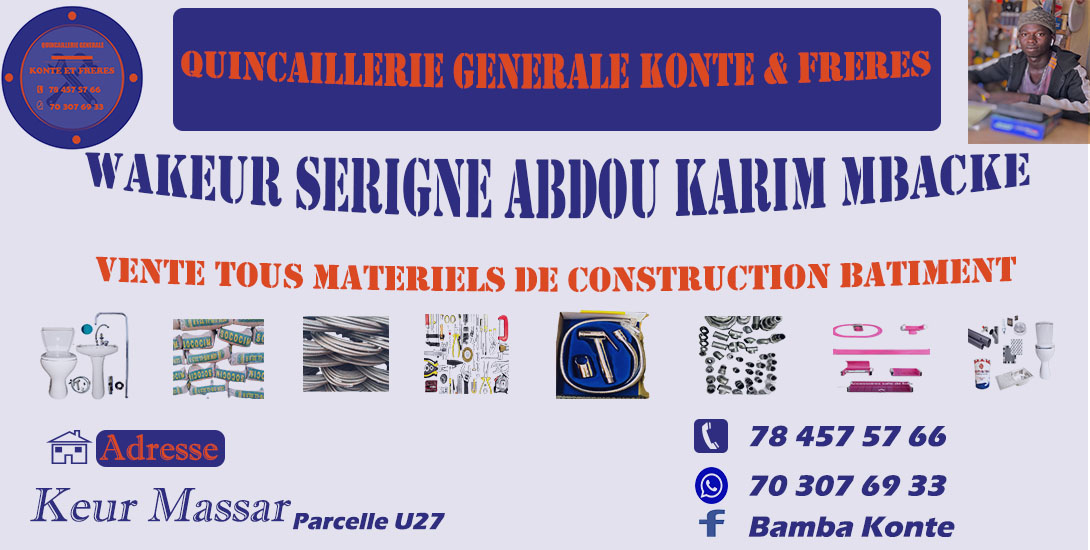 QUINCAILLERIE GENERALE
KONTE ET FRERES
78 457 57 66
70 307 69 33
QUINCAILLERIE GENERALE KONTE & FRERES
WAKEUR SERIGNE ABDOU KARIM MBACKE
VENTE TOUS MATERIELS DE CONSTRUCTION BATIMENT
SOCOCIM
Adresse
Keur Massar Parcelle U27
78 457 57 66
70 307 69 33
Bamba Konte